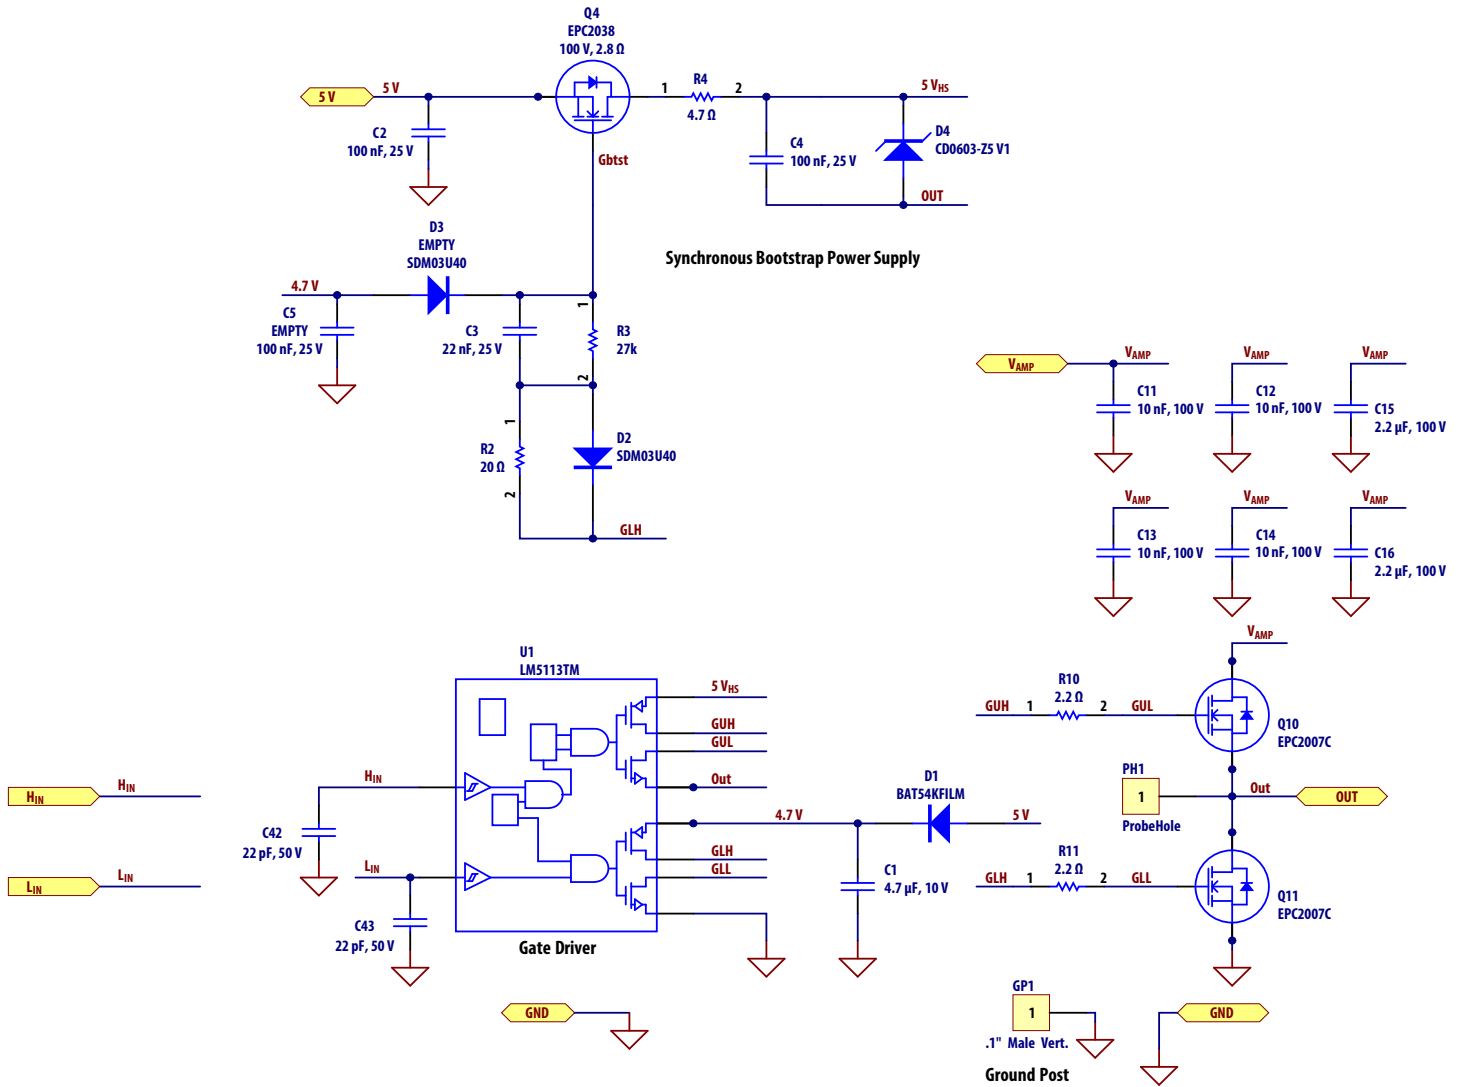 Q4
EPC2038
100 V, 2.8 Ω
5 V
5 V
1
R4
2
4.7 Ω
5 VHS
C2
100 nF, 25 V
Gbtst
C4
100 nF, 25 V
D4
CD0603-Z5 V1
OUT
Synchronous Bootstrap Power Supply
D3
EMPTY
SDM03U40
4.7 V
C5
EMPTY
100 nF, 25 V
C3
22 nF, 25 V
1
R3
27k
2
1
R2
20 Ω
2
D2
SDM03U40
GLH
VAMP
VAMP
C11
10 nF, 100 V
VAMP
C12
10 nF, 100 V
VAMP
C15
2.2 µF, 100 V
VAMP
C13
10 nF, 100 V
VAMP
C14
10 nF, 100 V
VAMP
C16
2.2 µF, 100 V
U1
LM5113TM
5 VHS
GUH
GUL
Out
4.7 V
GLH
GLL
HIN
HIN
HIN
C42
22 pF, 50 V
LIN
LIN
LIN
C43
22 pF, 50 V
Gate Driver
D1
BAT54KFILM
5 V
C1
4.7 µF, 10 V
VAMP
R10
2.2 Ω
GUH
1
2
GUL
Q10
EPC2007C
PH1
1
ProbeHole
Out
OUT
R11
2.2 Ω
GLH
1
2
GLL
Q11
EPC2007C
GND
GP1
1
.1" Male Vert.
Ground Post
GND